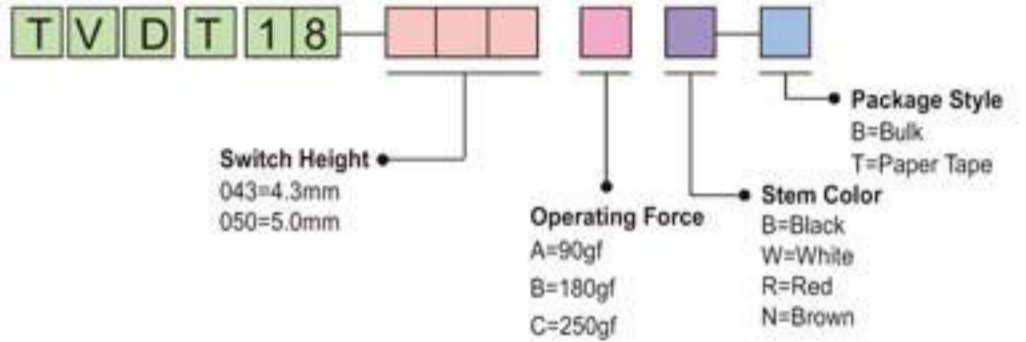 TVDT18
Switch Height
043=4.3mm
050=5.0mm
Operating Force
A=90gf
B=180gf
C=250gf
Stem Color
B=Black
W=White
R=Red
N=Brown
Package Style
B=Bulk
T=Paper Tape